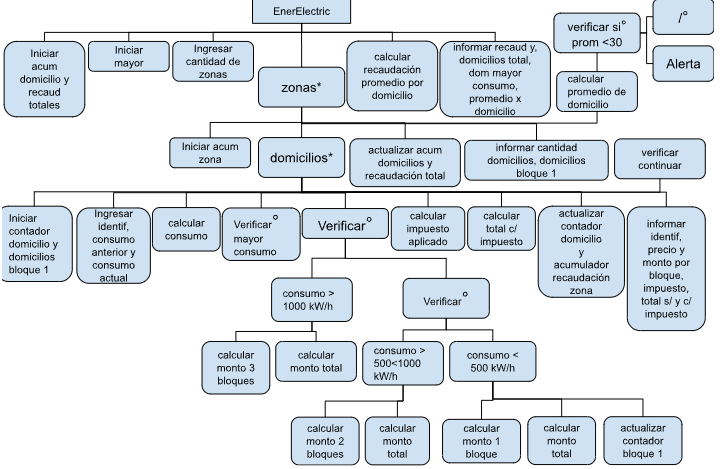 EnerElectric
Iniciar
acum
domicilio y
recaud
totales
Iniciar
mayor
Ingresar
cantidad de
zonas
zonas*
calcular
recaudación
promedio por
domicilio
informar recaud y,
domicilios total,
dom mayor
consumo,
promedio x
domicilio
verificar si°
prom <30
/°
Alerta
calcular
promedio de
domicilio
Iniciar acum
zona
domicilios*
actualizar acum
domicilios y
recaudación total
informar cantidad
domicilios, domicilios
bloque 1
verificar
continuar
Iniciar
contador
domicilio y
domicilios
bloque 1
Ingresar
identif,
consumo
anterior y
consumo
actual
calcular
consumo
Verificar°
mayor
consumo
Verificar°
calcular
impuesto
aplicado
calcular
total c/
impuesto
actualizar
contador
domicilio
y
acumulador
recaudación
zona
informar
identif,
precio y
monto por
bloque,
impuesto,
total s/ y c/
impuesto
consumo >
1000 kW/h
Verificar°
calcular
monto 3
bloques
calcular
monto total
consumo >
500<1000
kW/h
consumo <
500 kW/h
calcular
monto 2
bloques
calcular
monto
total
calcular
monto 1
bloque
calcular
monto
total
actualizar
contador
bloque 1